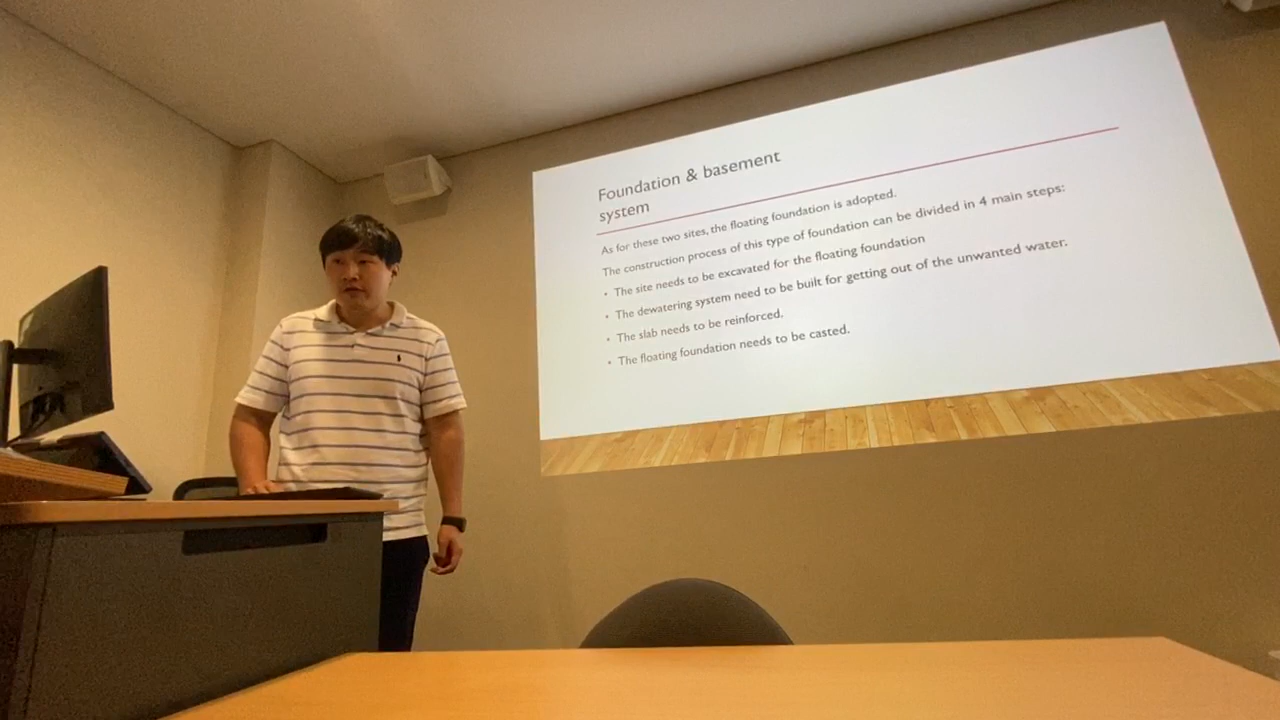 Foundation & basement
system
As for these two sites, the floating foundation is adopted.
The construction process of this type of foundation can be divided in 4 main steps:
• The site needs to be excavated for the floating foundation
• The dewatering system need to be built for getting out of the unwanted water.
• The slab needs to be reinforced.
• The floating foundation needs to be casted.